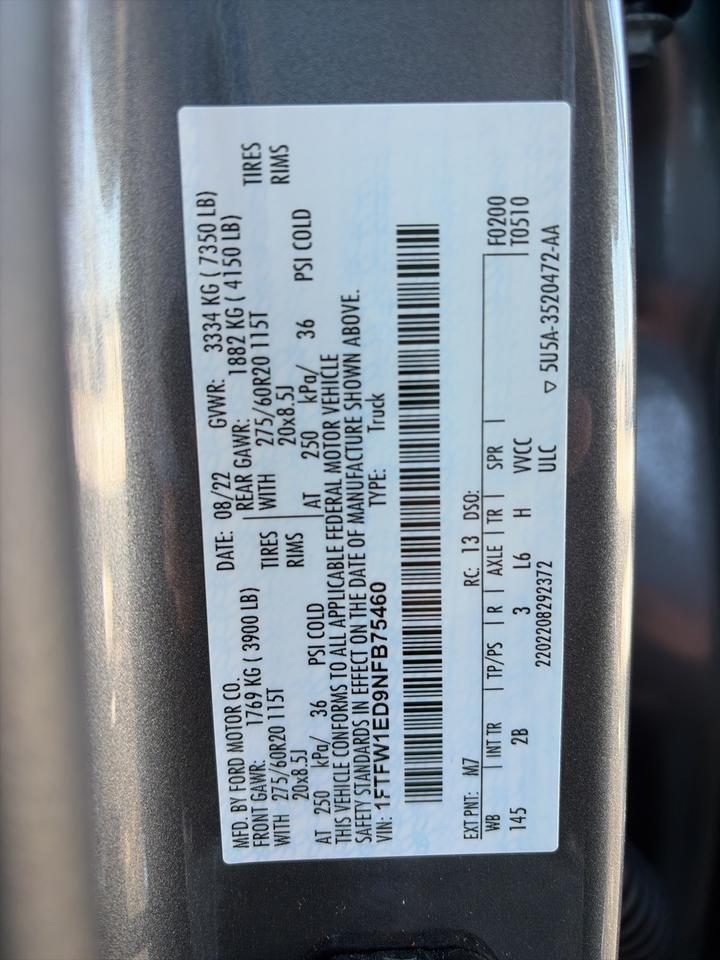 MFD. BY FORD MOTOR CO.
DATE: 08/22 GVWR: 3334 KG ( 7350 LB)
FRONT GAWR: 1769 KG ( 3900 LB)
REAR GAWR: 1882 KG ( 4150 LB)
WITH 275/60R20 115T TIRES
WITH 275/60R20 115T TIRES
20x8.5J RIMS
20x8.5J RIMS
AT 250 kPa/ 36 PSI COLD
AT 250 kPa/ 36 PSI COLD
THIS VEHICLE CONFORMS TO ALL APPLICABLE FEDERAL MOTOR VEHICLE
SAFETY STANDARDS IN EFFECT ON THE DATE OF MANUFACTURE SHOWN ABOVE.
VIN: 1FTFW1ED9NFB75460 TYPE: Truck
EXT PNT: M7 RC: 13 DSO: F0200
WB INT TR TP/PS R AXLE TR SPR T0510
145 2B 3 L6 H VVCC
2202208292372 ULC ▽ 5U5A-3520472-AA